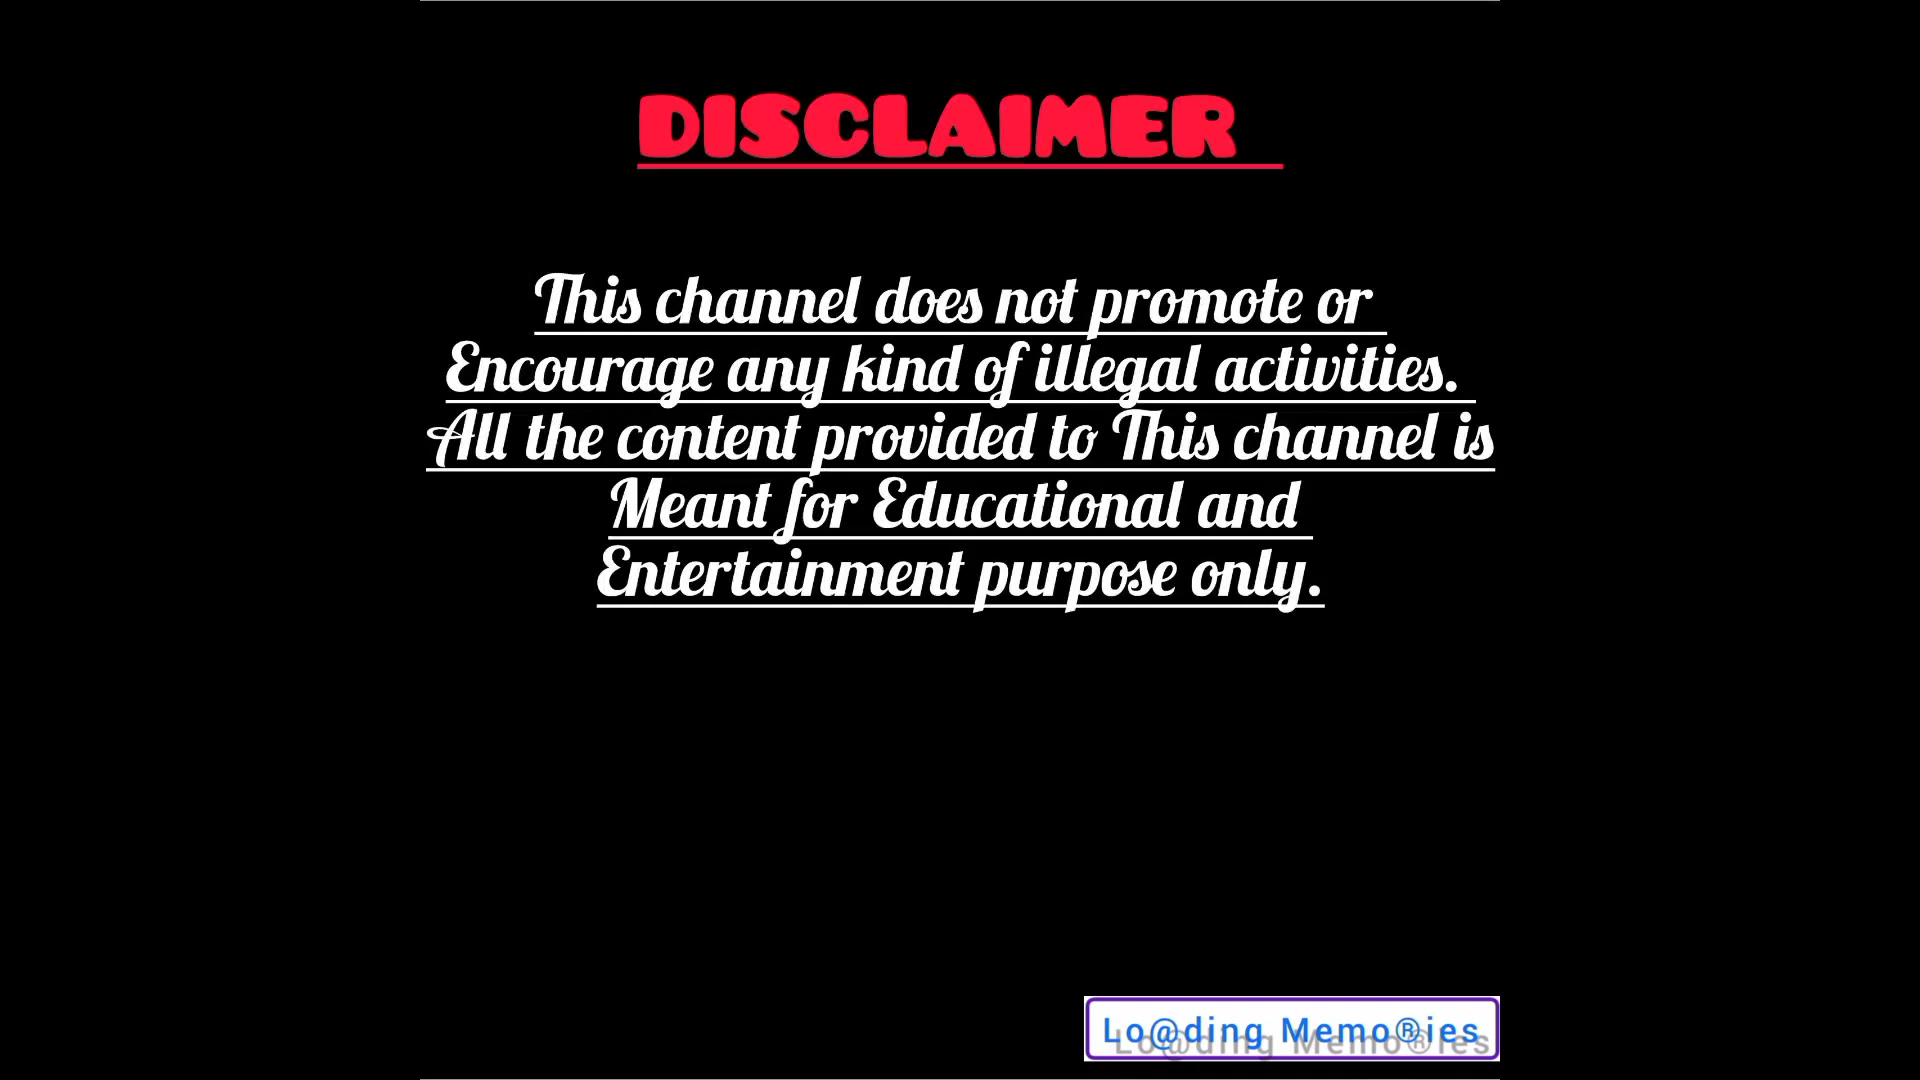 DISCLAIMER
This channel does not promote or
Encourage any kind of illegal activities.
All the content provided to This channel is
Meant for Educational and
Entertainment purpose only.
Lo@ding Memo®ies